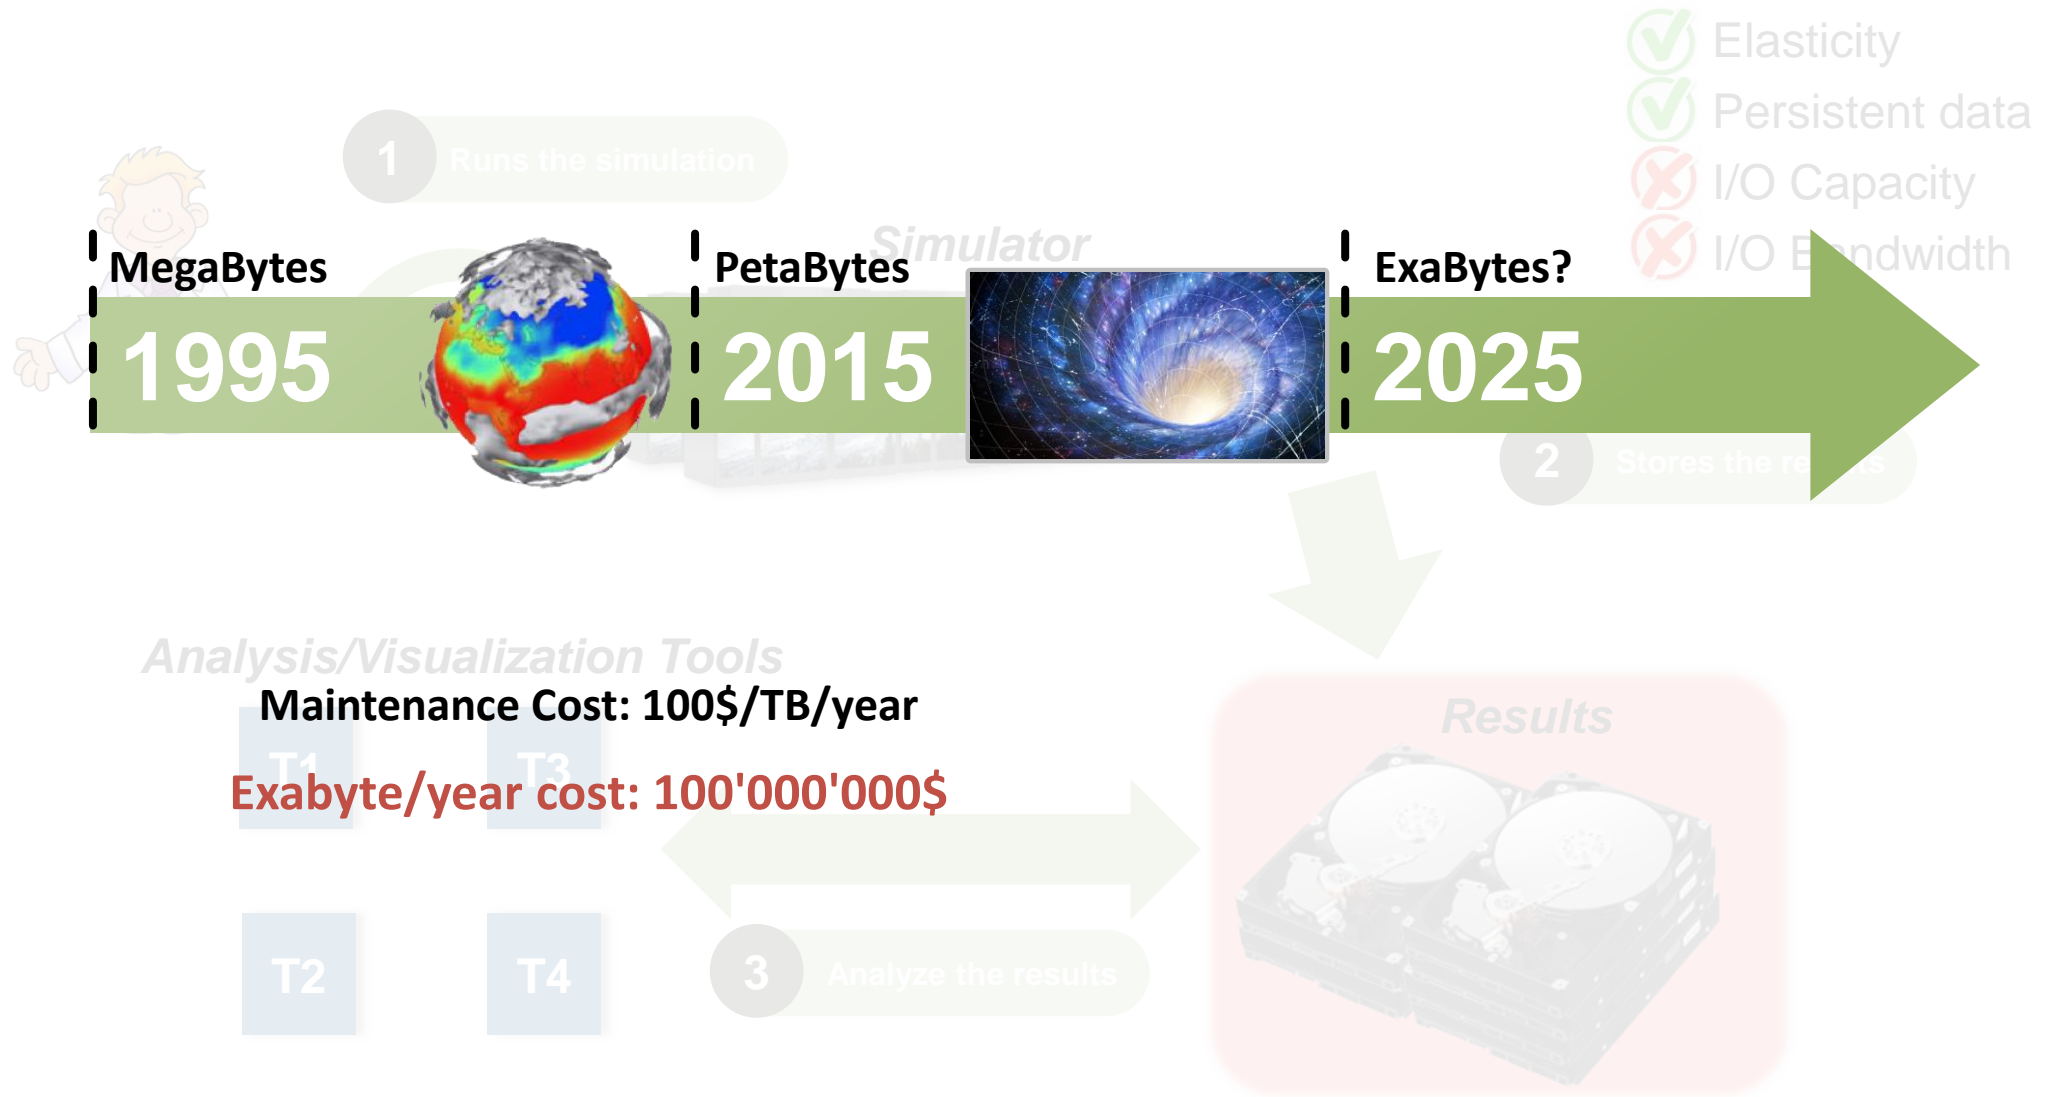 Elasticity
Persistent data
I/O Capacity
I/O Bandwidth
1 Runs the simulation
Simulator
MegaBytes
PetaBytes
ExaBytes?
1995
2015
2025
2 Stores the results
Analysis/Visualization Tools
Maintenance Cost: 100$/TB/year
Results
T1
T3
Exabyte/year cost: 100'000'000$
T2
T4
3 Analyze the results